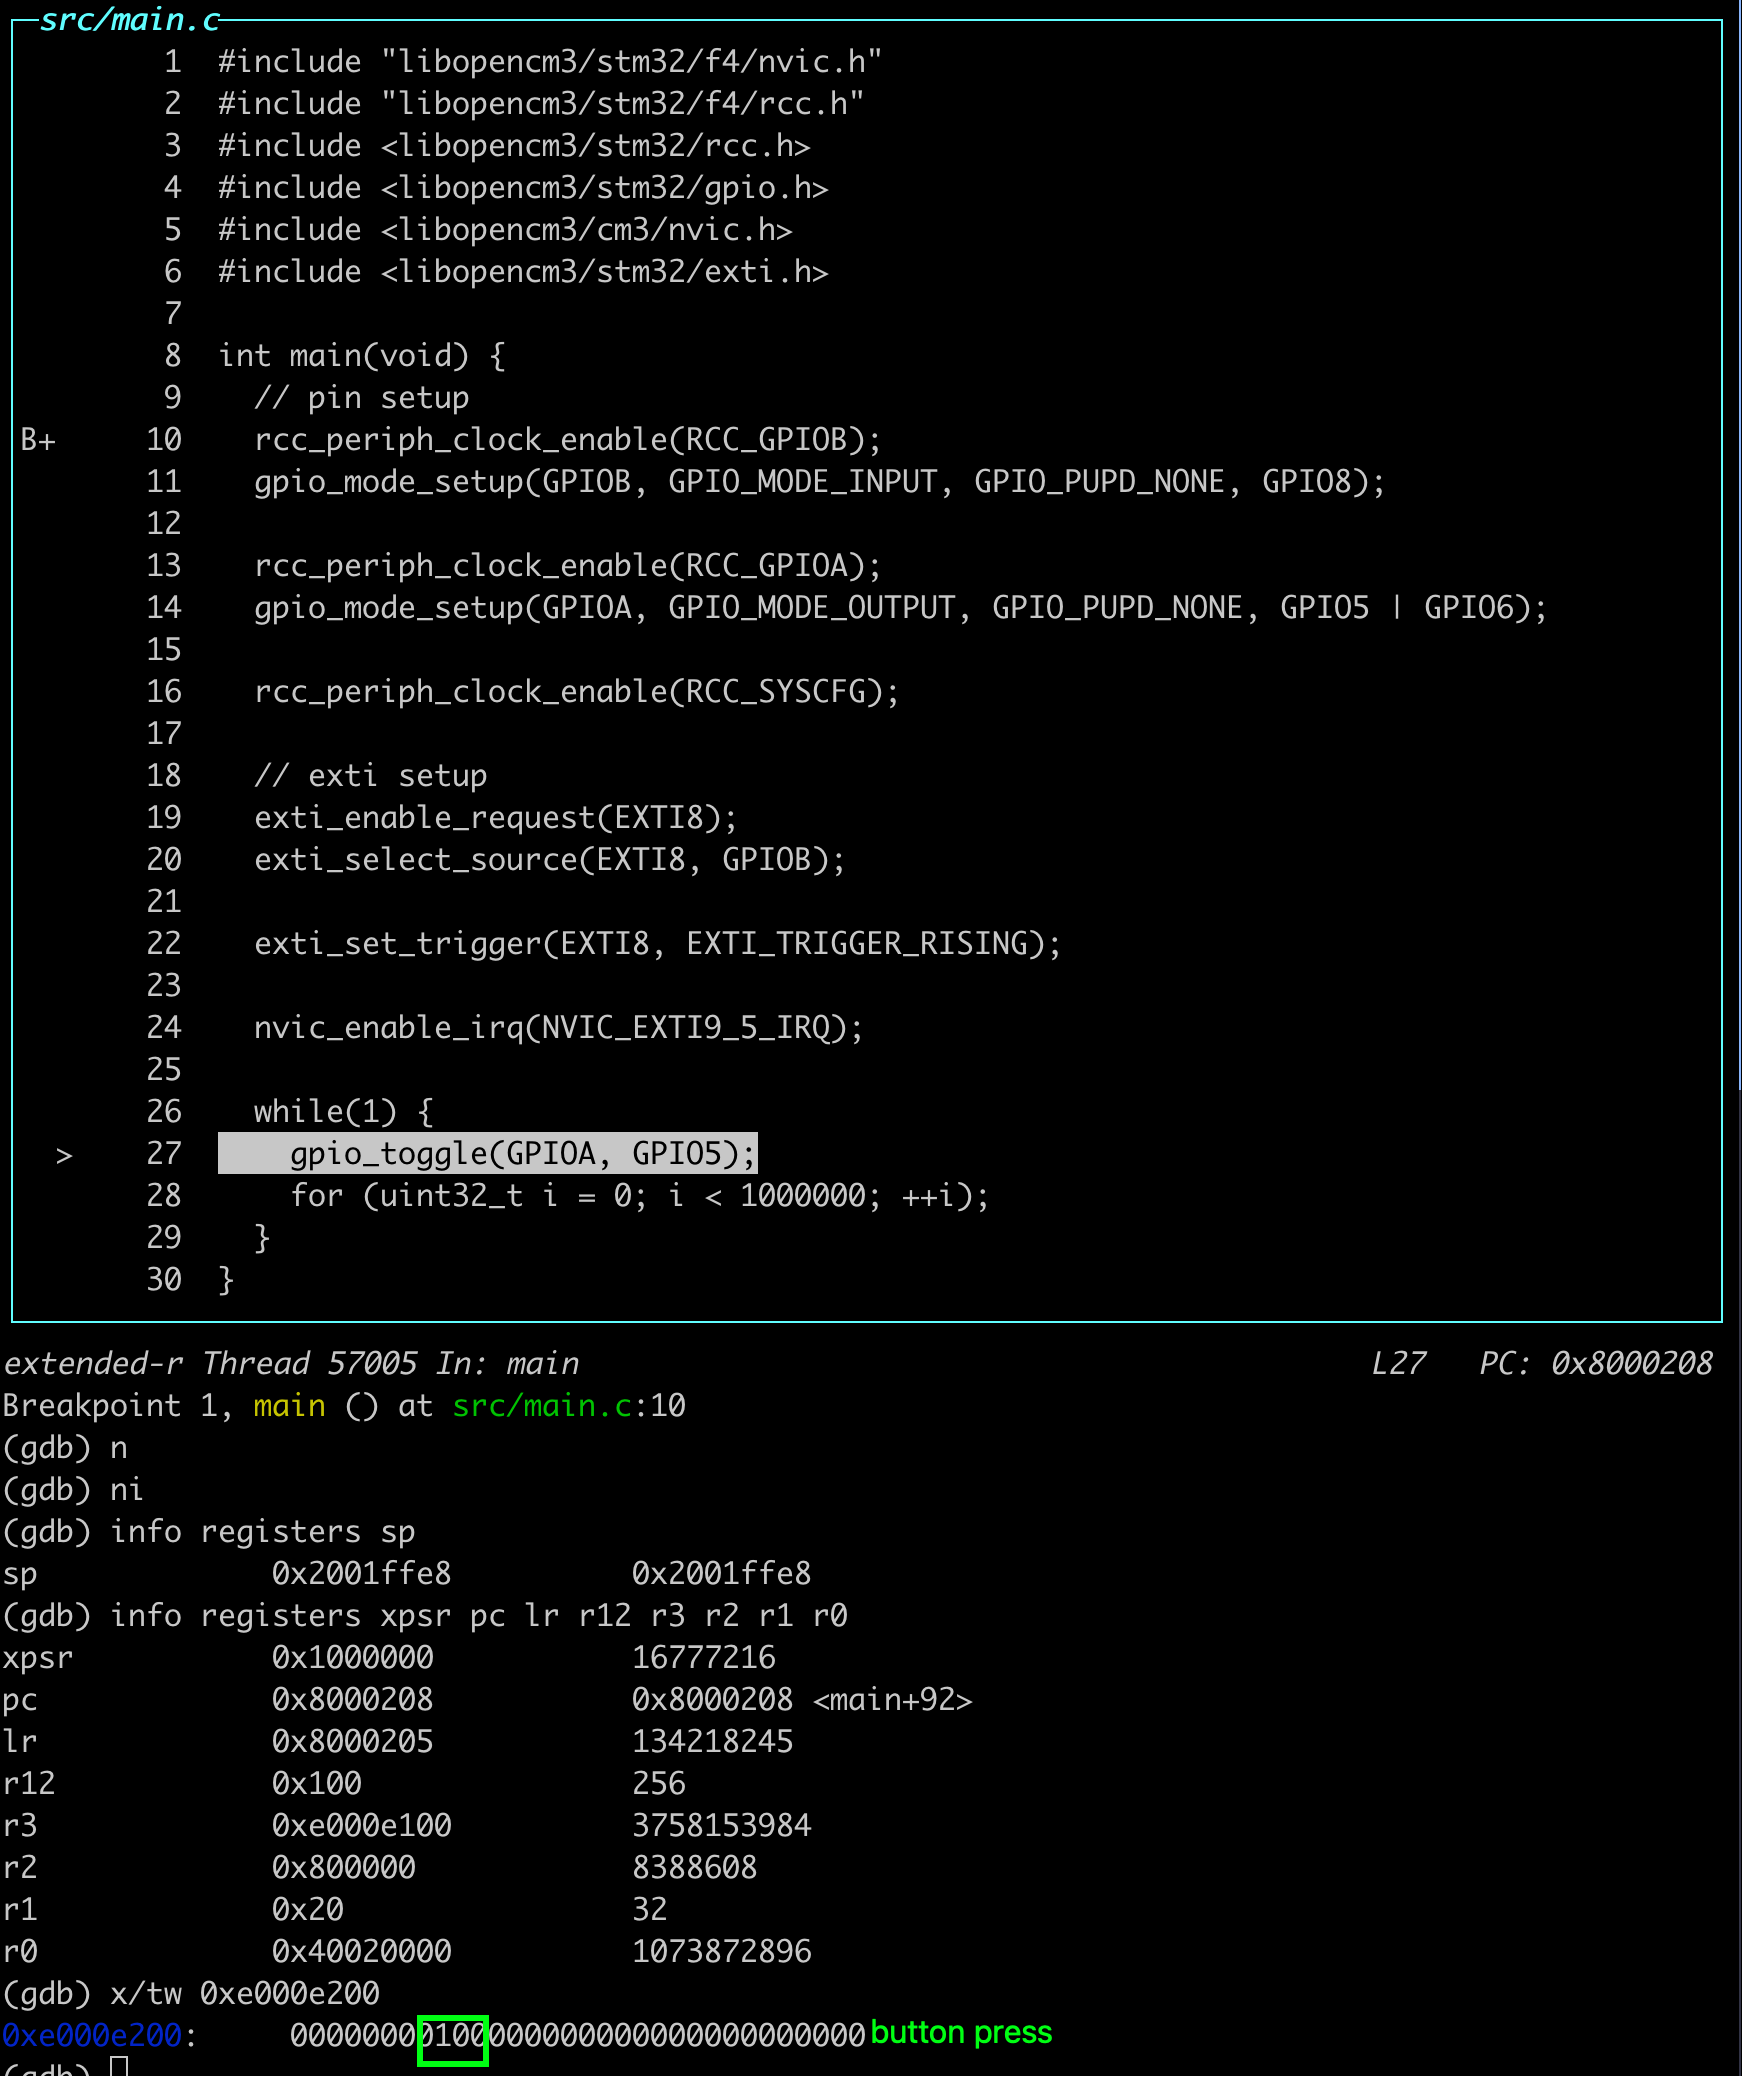 src/main.c
1 #include "libopencm3/stm32/f4/nvic.h"
2 #include "libopencm3/stm32/f4/rcc.h"
3 #include <libopencm3/stm32/rcc.h>
4 #include <libopencm3/stm32/gpio.h>
5 #include <libopencm3/cm3/nvic.h>
6 #include <libopencm3/stm32/exti.h>
7
8 int main(void) {
9 // pin setup
B+ 10 rcc_periph_clock_enable(RCC_GPIOB);
11 gpio_mode_setup(GPIOB, GPIO_MODE_INPUT, GPIO_PUPD_NONE, GPIO8);
12
13 rcc_periph_clock_enable(RCC_GPIOA);
14 gpio_mode_setup(GPIOA, GPIO_MODE_OUTPUT, GPIO_PUPD_NONE, GPIO5 | GPIO6);
15
16 rcc_periph_clock_enable(RCC_SYSCFG);
17
18 // exti setup
19 exti_enable_request(EXTI8);
20 exti_select_source(EXTI8, GPIOB);
21
22 exti_set_trigger(EXTI8, EXTI_TRIGGER_RISING);
23
24 nvic_enable_irq(NVIC_EXTI9_5_IRQ);
25
26 while(1) {
> 27 gpio_toggle(GPIOA, GPIO5);
28 for (uint32_t i = 0; i < 1000000; ++i);
29 }
30 }
extended-r Thread 57005 In: main L27 PC: 0x8000208
Breakpoint 1, main () at src/main.c:10
(gdb) n
(gdb) ni
(gdb) info registers sp
sp 0x2001ffe8 0x2001ffe8
(gdb) info registers xpsr pc lr r12 r3 r2 r1 r0
xpsr 0x1000000 16777216
pc 0x8000208 0x8000208 <main+92>
lr 0x8000205 134218245
r12 0x100 256
r3 0xe000e100 3758153984
r2 0x800000 8388608
r1 0x20 32
r0 0x40020000 1073872896
(gdb) x/tw 0xe000e200
0xe000e200: 00000000100000000000000000000000 button press
(gdb)